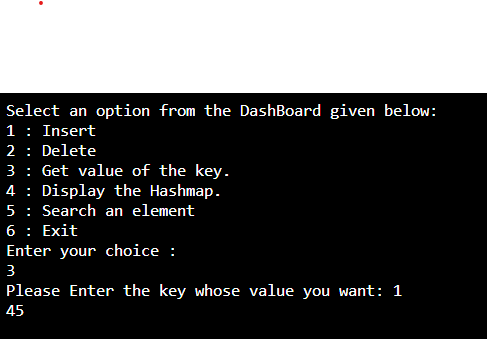 Select an option from the DashBoard given below:
1 : Insert
2 : Delete
3 : Get value of the key.
4 : Display the Hashmap.
5 : Search an element
6 : Exit
Enter your choice :
3
Please Enter the key whose value you want: 1
45